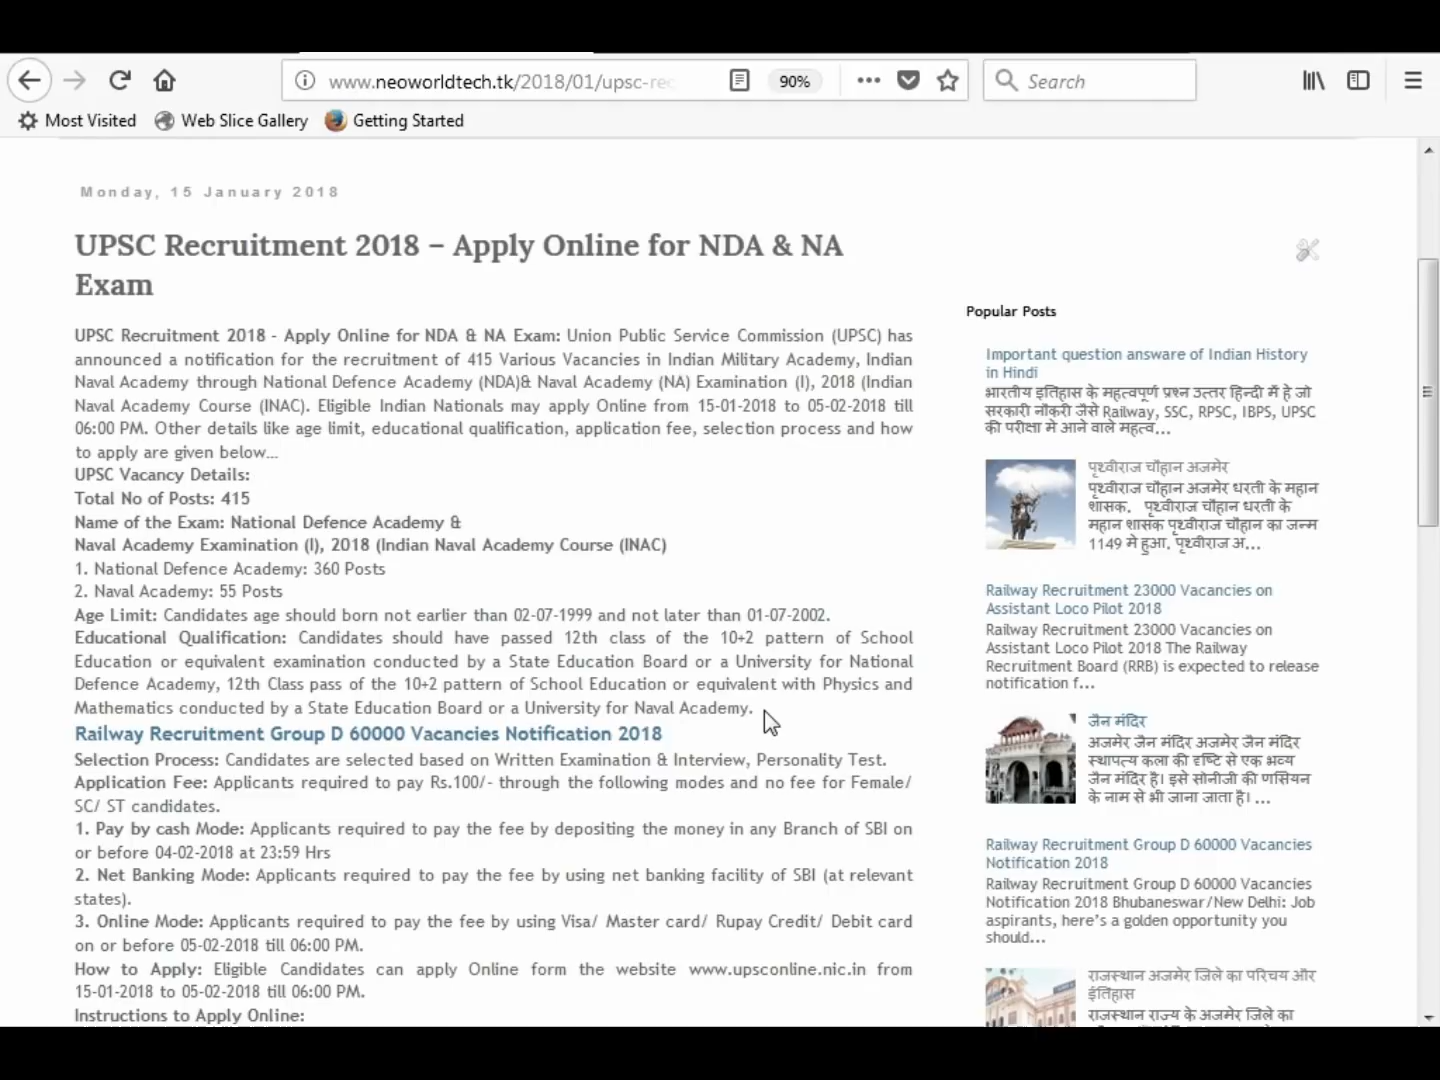 www.neoworldtech.tk/2018/01/upsc-rec
90%
Search
Most Visited
Web Slice Gallery
Getting Started
Monday, 15 January 2018
UPSC Recruitment 2018 – Apply Online for NDA & NA
Exam
UPSC Recruitment 2018 - Apply Online for NDA & NA Exam: Union Public Service Commission (UPSC) has
announced a notification for the recruitment of 415 Various Vacancies in Indian Military Academy, Indian
Naval Academy through National Defence Academy (NDA)& Naval Academy (NA) Examination (I), 2018 (Indian
Naval Academy Course (INAC). Eligible Indian Nationals may apply Online from 15-01-2018 to 05-02-2018 till
06:00 PM. Other details like age limit, educational qualification, application fee, selection process and how
to apply are given below...
UPSC Vacancy Details:
Total No of Posts: 415
Name of the Exam: National Defence Academy &
Naval Academy Examination (I), 2018 (Indian Naval Academy Course (INAC)
1. National Defence Academy: 360 Posts
2. Naval Academy: 55 Posts
Age Limit: Candidates age should born not earlier than 02-07-1999 and not later than 01-07-2002.
Educational Qualification: Candidates should have passed 12th class of the 10+2 pattern of School
Education or equivalent examination conducted by a State Education Board or a University for National
Defence Academy, 12th Class pass of the 10+2 pattern of School Education or equivalent with Physics and
Mathematics conducted by a State Education Board or a University for Naval Academy.
Railway Recruitment Group D 60000 Vacancies Notification 2018
Selection Process: Candidates are selected based on Written Examination & Interview, Personality Test.
Application Fee: Applicants required to pay Rs.100/- through the following modes and no fee for Female/
SC/ ST candidates.
1. Pay by cash Mode: Applicants required to pay the fee by depositing the money in any Branch of SBI on
or before 04-02-2018 at 23:59 Hrs
2. Net Banking Mode: Applicants required to pay the fee by using net banking facility of SBI (at relevant
states).
3. Online Mode: Applicants required to pay the fee by using Visa/ Master card/ Rupay Credit/ Debit card
on or before 05-02-2018 till 06:00 PM.
How to Apply: Eligible Candidates can apply Online form the website www.upsconline.nic.in from
15-01-2018 to 05-02-2018 till 06:00 PM.
Instructions to Apply Online:
Popular Posts
Important question answare of Indian History
in Hindi
भारतीय इतिहास के महत्वपूर्ण प्रश्न उत्तर हिन्दी में हे जो
सरकारी नौकरी जैसे Railway, SSC, RPSC, IBPS, UPSC
की परीक्षा मे आने वाले महत्व...
पृथ्वीराज चौहान अजमेर
पृथ्वीराज चौहान अजमेर धरती के महान
शासक. पृथ्वीराज चौहान धरती के
महान शासक पृथ्वीराज चौहान का जन्म
1149 मे हुआ. पृथ्वीराज अ...
Railway Recruitment 23000 Vacancies on
Assistant Loco Pilot 2018
Railway Recruitment 23000 Vacancies on
Assistant Loco Pilot 2018 The Railway
Recruitment Board (RRB) is expected to release
notification f...
जैन मंदिर
अजमेर जैन मंदिर अजमेर जैन मंदिर
स्थापत्य कला की दृष्टि से एक भव्य
जैन मंदिर है। इसे सोनीजी की णसियन
के नाम से भी जाना जाता है। ...
Railway Recruitment Group D 60000 Vacancies
Notification 2018
Railway Recruitment Group D 60000 Vacancies
Notification 2018 Bhubaneswar/New Delhi: Job
aspirants, here's a golden opportunity you
should...
राजस्थान अजमेर जिले का परिचय और
ईतिहास
राजस्थान राज्य के अजमेर जिले का